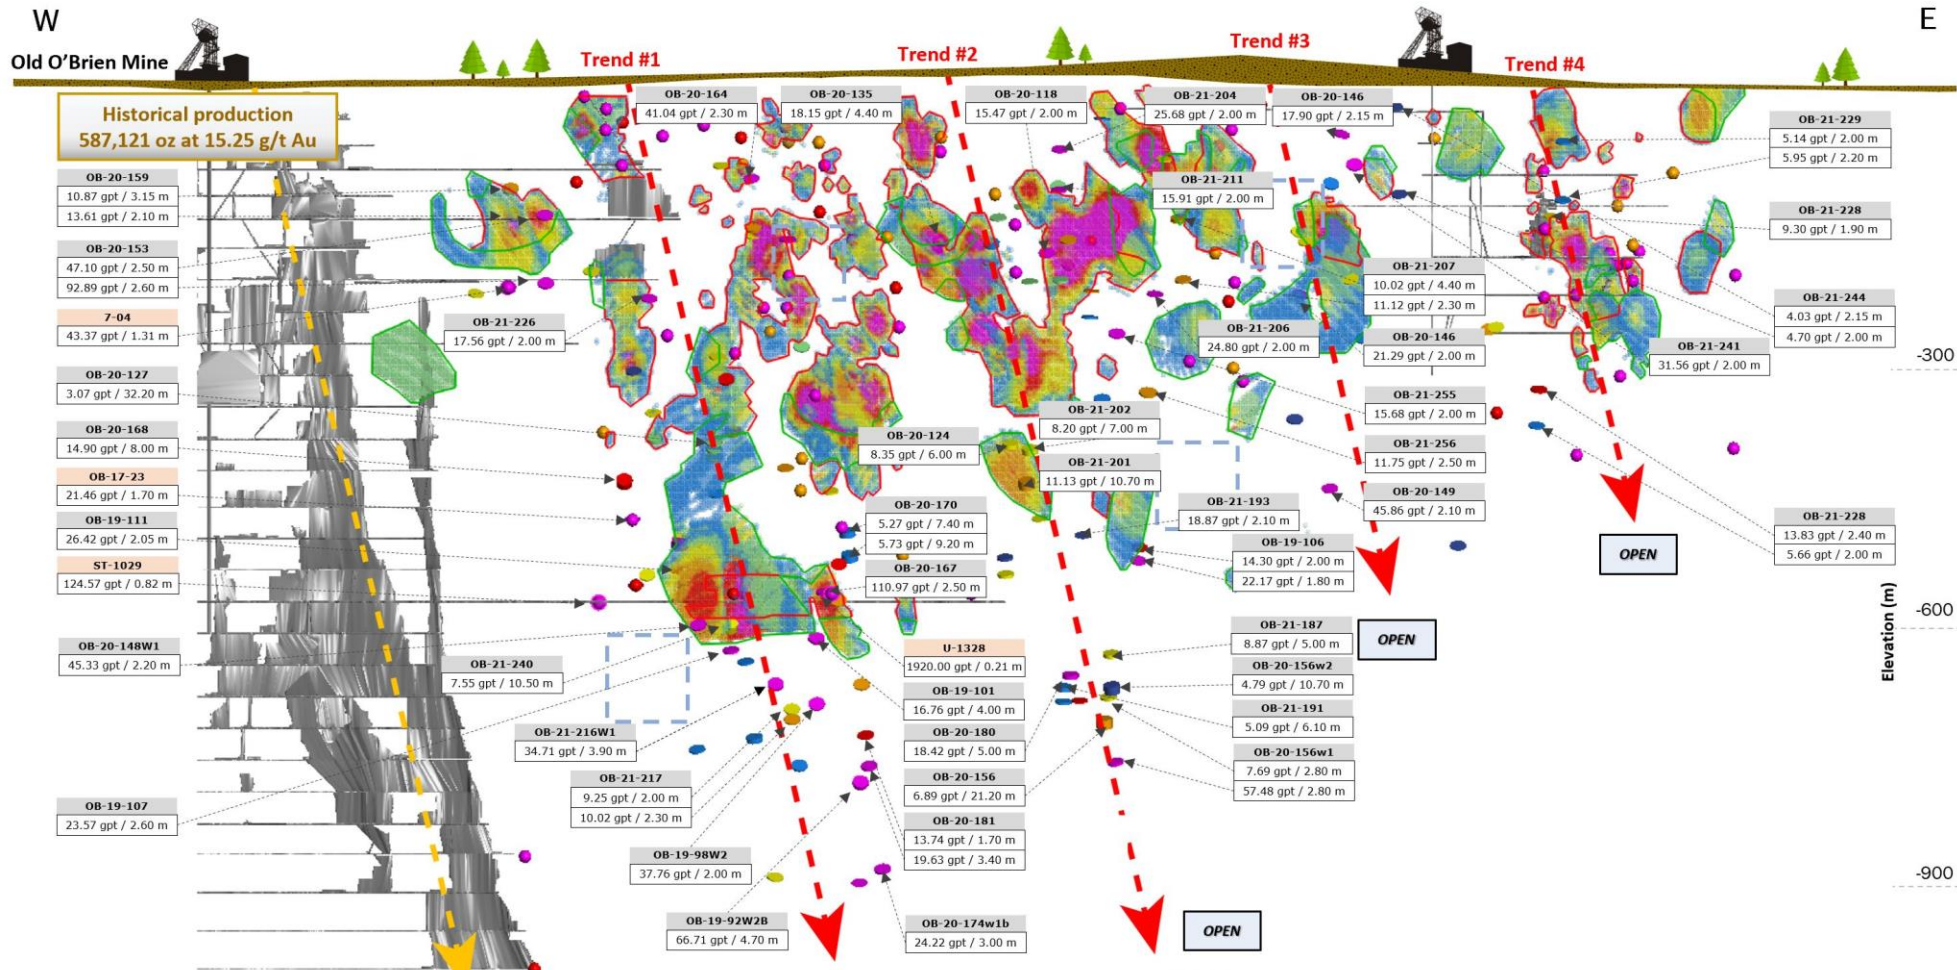 W
E
Old O'Brien Mine
Trend #1
Trend #2
Trend #3
Trend #4
Historical production
587,121 oz at 15.25 g/t Au
OB-20-164
41.04 gpt / 2.30 m
OB-20-135
18.15 gpt / 4.40 m
OB-20-118
15.47 gpt / 2.00 m
OB-21-204
25.68 gpt / 2.00 m
OB-20-146
17.90 gpt / 2.15 m
OB-21-229
5.14 gpt / 2.00 m
5.95 gpt / 2.20 m
OB-20-159
10.87 gpt / 3.15 m
13.61 gpt / 2.10 m
OB-21-211
15.91 gpt / 2.00 m
OB-21-228
9.30 gpt / 1.90 m
OB-20-153
47.10 gpt / 2.50 m
92.89 gpt / 2.60 m
OB-21-207
10.02 gpt / 4.40 m
11.12 gpt / 2.30 m
OB-21-244
4.03 gpt / 2.15 m
4.70 gpt / 2.00 m
7-04
43.37 gpt / 1.31 m
OB-21-226
17.56 gpt / 2.00 m
OB-21-206
24.80 gpt / 2.00 m
OB-20-146
21.29 gpt / 2.00 m
OB-21-241
31.56 gpt / 2.00 m
-300
OB-20-127
3.07 gpt / 32.20 m
OB-21-255
15.68 gpt / 2.00 m
OB-21-202
8.20 gpt / 7.00 m
OB-20-168
14.90 gpt / 8.00 m
OB-20-124
8.35 gpt / 6.00 m
OB-21-256
11.75 gpt / 2.50 m
OB-21-201
11.13 gpt / 10.70 m
OB-17-23
21.46 gpt / 1.70 m
OB-20-149
45.86 gpt / 2.10 m
OB-20-170
5.27 gpt / 7.40 m
5.73 gpt / 9.20 m
OB-21-193
18.87 gpt / 2.10 m
OB-21-228
13.83 gpt / 2.40 m
5.66 gpt / 2.00 m
OB-19-111
26.42 gpt / 2.05 m
OB-19-106
14.30 gpt / 2.00 m
22.17 gpt / 1.80 m
OPEN
ST-1029
124.57 gpt / 0.82 m
OB-20-167
110.97 gpt / 2.50 m
-600
Elevation (m)
OPEN
OB-20-148W1
45.33 gpt / 2.20 m
OB-21-240
7.55 gpt / 10.50 m
U-1328
1920.00 gpt / 0.21 m
OB-21-187
8.87 gpt / 5.00 m
OB-20-156w2
4.79 gpt / 10.70 m
OB-19-101
16.76 gpt / 4.00 m
OB-21-191
5.09 gpt / 6.10 m
OB-21-216W1
34.71 gpt / 3.90 m
OB-20-180
18.42 gpt / 5.00 m
OB-20-156w1
7.69 gpt / 2.80 m
57.48 gpt / 2.80 m
OB-21-217
9.25 gpt / 2.00 m
10.02 gpt / 2.30 m
OB-20-156
6.89 gpt / 21.20 m
OB-19-107
23.57 gpt / 2.60 m
OB-20-181
13.74 gpt / 1.70 m
19.63 gpt / 3.40 m
OB-19-98W2
37.76 gpt / 2.00 m
-900
OB-19-92W2B
66.71 gpt / 4.70 m
OB-20-174w1b
24.22 gpt / 3.00 m
OPEN